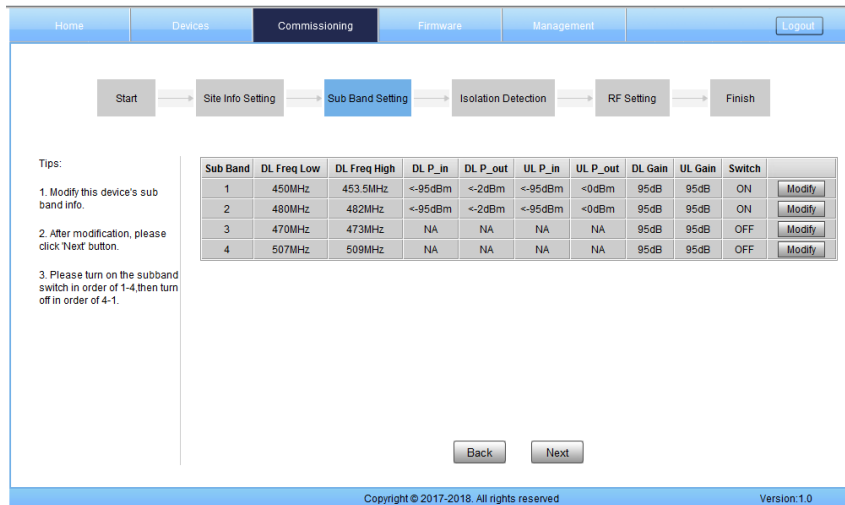 Home Devices Commissioning Firmware Management Logout
Start Site Info Setting Sub Band Setting Isolation Detection RF Setting Finish
Tips:
1. Modify this device's sub
band info.
2. After modification, please
click 'Next' button.
3. Please turn on the subband
switch in order of 1-4,then turn
off in order of 4-1.
Sub Band DL Freq Low DL Freq High DL P_in DL P_out UL P_in UL P_out DL Gain UL Gain Switch
1 450MHz 453.5MHz <-95dBm <-2dBm <-95dBm <0dBm 95dB 95dB ON Modify
2 480MHz 482MHz <-95dBm <-2dBm <-95dBm <0dBm 95dB 95dB ON Modify
3 470MHz 473MHz NA NA NA NA 95dB 95dB OFF Modify
4 507MHz 509MHz NA NA NA NA 95dB 95dB OFF Modify
Back Next
Copyright © 2017-2018. All rights reserved Version:1.0